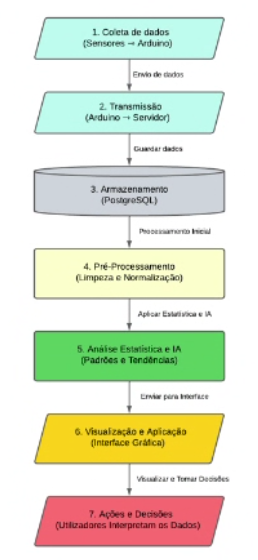 1. Coleta de dados
(Sensores → Arduino)
Envio de dados
2. Transmissão
(Arduino → Servidor)
Guardar dados
3. Armazenamento
(PostgreSQL)
Processamento Inicial
4. Pré-Processamento
(Limpeza e Normalização)
Aplicar Estatística e IA
5. Análise Estatística e IA
(Padrões e Tendências)
Enviar para Interface
6. Visualização e Aplicação
(Interface Gráfica)
Visualizar e Tomar Decisões
7. Ações e Decisões
(Utilizadores Interpretam os Dados)